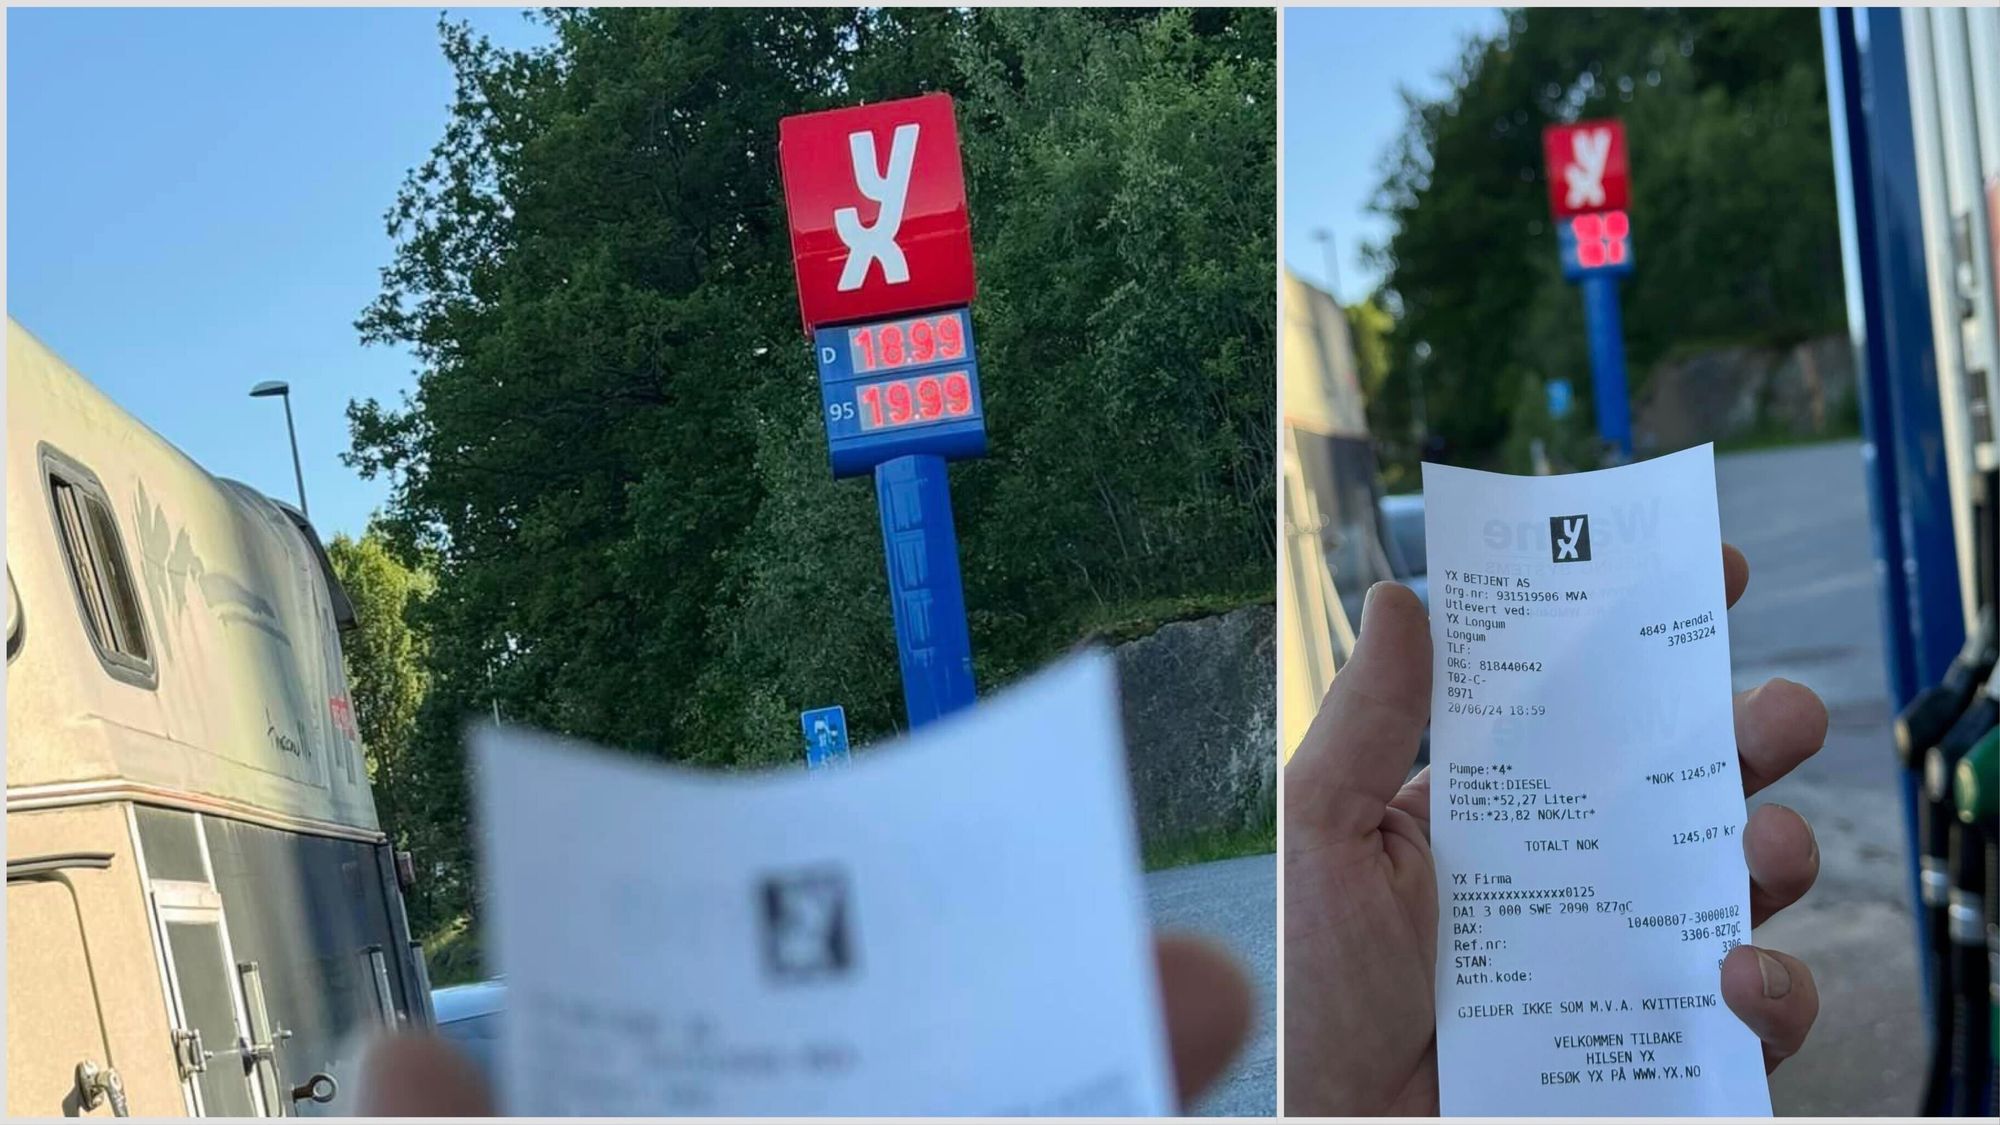 yx
D 18.99
95 19.99
yx
yx
YX BETJENT AS
Org.nr: 931519506 MVA
Utlevert ved:
YX Longum
Longum 4849 Arendal
TLF: 37033224
ORG: 818440642
T02-C-
8971
20/06/24 18:59
Pumpe:*4*
Produkt:DIESEL *NOK 1245,07*
Volum:*52,27 Liter*
Pris:*23,82 NOK/Ltr*
TOTALT NOK 1245,07 kr
YX Firma
xxxxxxxxxxxxxxx0125
DA1 3 000 SWE 2090 8Z7gC
BAX: 10400807-30000102
Ref.nr: 3306-8Z7gC
STAN: 3306
Auth.kode:
GJELDER IKKE SOM M.V.A. KVITTERING
VELKOMMEN TILBAKE
HILSEN YX
BESØK YX PÅ WWW.YX.NO